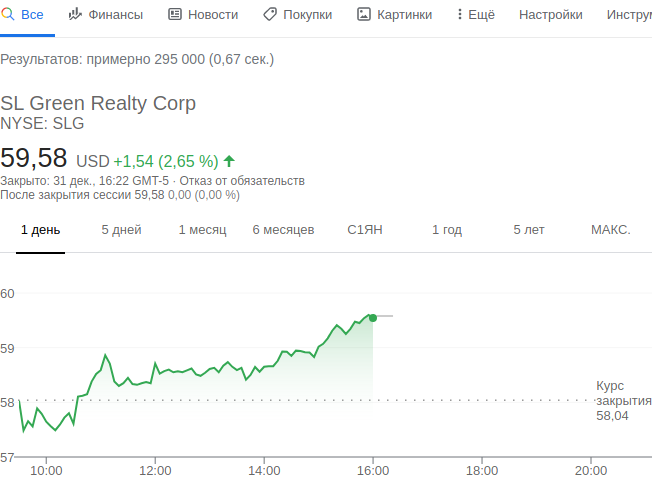 Все Финансы Новости Покупки Картинки Ещё Настройки
Результатов: примерно 295 000 (0,67 сек.)
SL Green Realty Corp
NYSE: SLG
59,58 USD +1,54 (2,65 %)
Закрыто: 31 дек., 16:22 GMT-5 · Отказ от обязательств
После закрытия сессии 59,58 0,00 (0,00 %)
1 день 5 дней 1 месяц 6 месяцев С1ЯН 1 год 5 лет МАКС.
60
59
58
Курс
закрытия
58,04
57
10:00 12:00 14:00 16:00 18:00 20:00